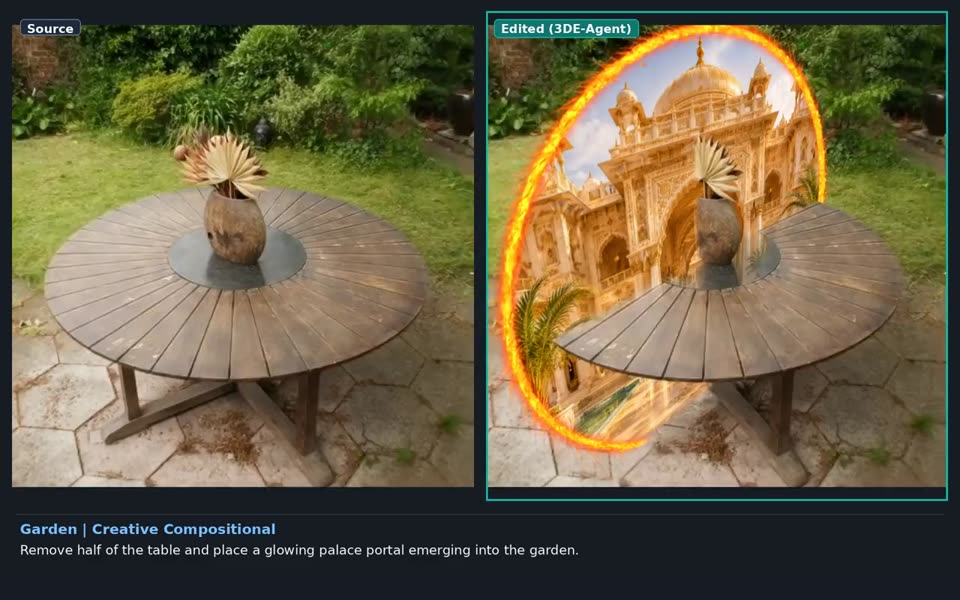 Source
Edited (3DE-Agent)
Garden | Creative Compositional
Remove half of the table and place a glowing palace portal emerging into the garden.